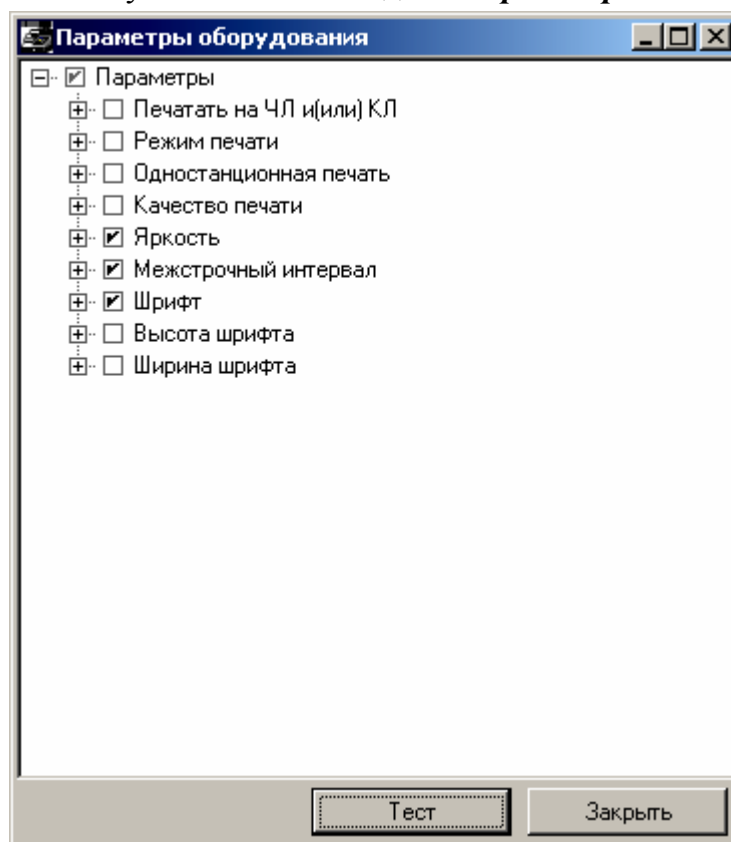 Параметры оборудования
Параметры
Печатать на ЧЛ и(или) КЛ
Режим печати
Одностанционная печать
Качество печати
Яркость
Межстрочный интервал
Шрифт
Высота шрифта
Ширина шрифта
Тест
Закрыть